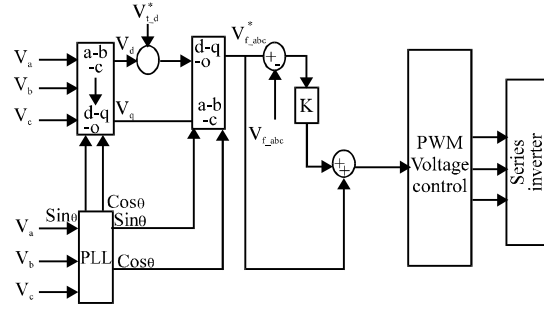 V*t_d
Va
Vb
Vc
a-b
-c
d-q
-o
Vd
Vq
d-q
-o
a-b
-c
V*f_abc
+
-
Vf_abc
K
+
+
PWM
Voltage
control
Series
inverter
Sinθ
Cosθ
Sinθ
Cosθ
Va
Vb
Vc
PLL